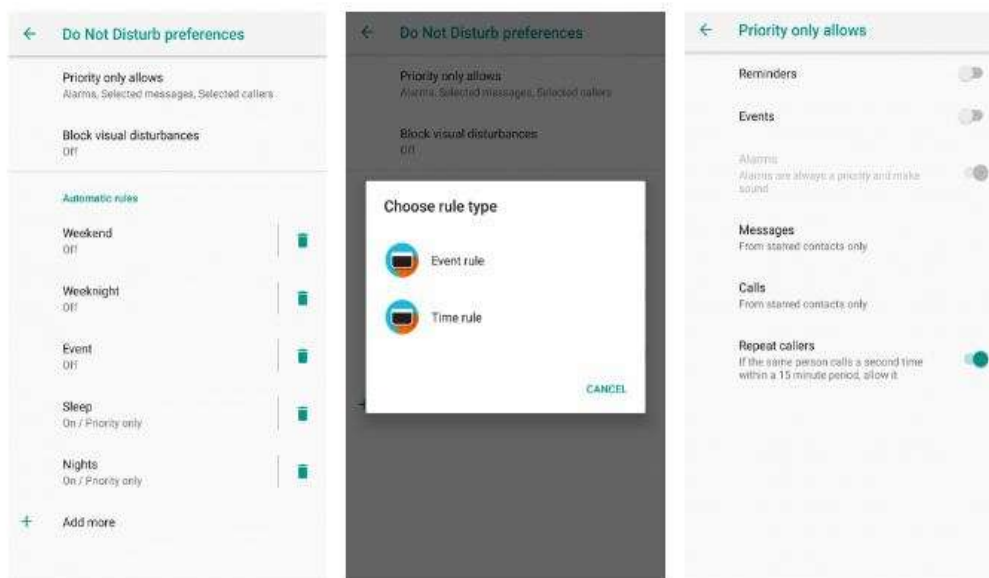 Do Not Disturb preferences
Priority only allows
Alarms, Selected messages, Selected callers
Block visual disturbances
Off
Automatic rules
Weekend
Off
Weeknight
Off
Event
Off
Sleep
On / Priority only
Nights
On / Priority only
+ Add more
Do Not Disturb preferences
Priority only allows
Alarms, Selected messages, Selected callers
Block visual disturbances
Off
Choose rule type
Event rule
Time rule
CANCEL
+
Priority only allows
Reminders
Events
Alarms
Alarms are always a priority and make
sound
Messages
From starred contacts only
Calls
From starred contacts only
Repeat callers
If the same person calls a second time
within a 15 minute period, allow it